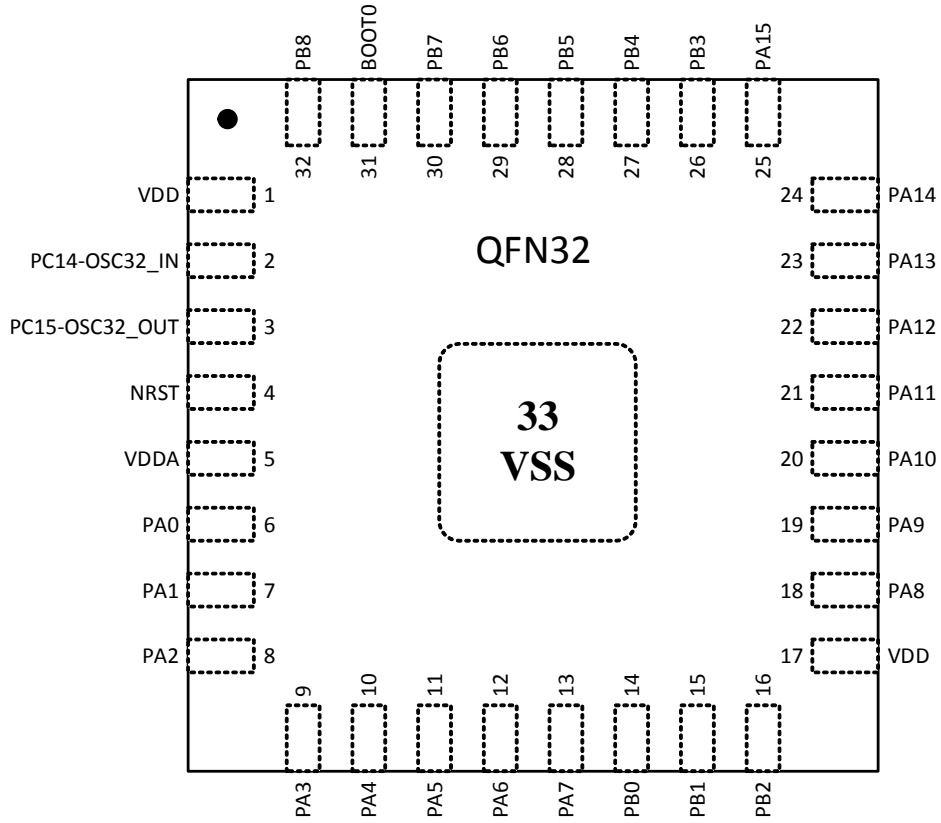 PB8
BOOT0
PB7
PB6
PB5
PB4
PB3
PA15
32
31
30
29
28
27
26
25
VDD 1
PC14-OSC32_IN 2
PC15-OSC32_OUT 3
NRST 4
VDDA 5
PA0 6
PA1 7
PA2 8
QFN32
33
VSS
24 PA14
23 PA13
22 PA12
21 PA11
20 PA10
19 PA9
18 PA8
17 VDD
9
10
11
12
13
14
15
16
PA3
PA4
PA5
PA6
PA7
PB0
PB1
PB2